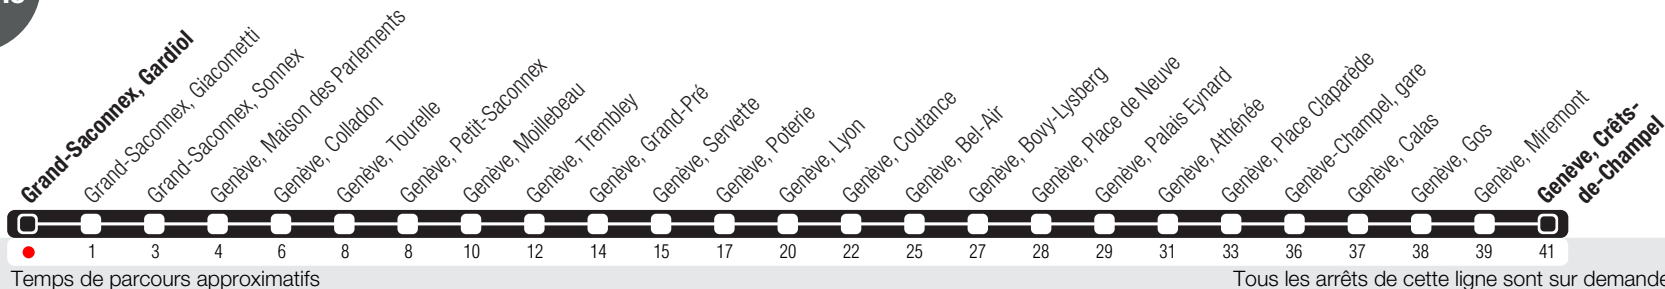 Grand-Saconnex, Gardiol
Grand-Saconnex, Giacometti
Grand-Saconnex, Sonnex
Genève, Maison des Parlements
Genève, Colladon
Genève, Tourelle
Genève, Petit-Saconnex
Genève, Moillebeau
Genève, Trembley
Genève, Grand-Pré
Genève, Servette
Genève, Poterie
Genève, Lyon
Genève, Coutance
Genève, Bel-Air
Genève, Bovy-Lysberg
Genève, Place de Neuve
Genève, Palais Eynard
Genève, Athénée
Genève, Place Claparède
Genève-Champel, gare
Genève, Calas
Genève, Gos
Genève, Miremont
Genève, Crêts-
de-Champel
1 3 4 6 8 8 10 12 14 15 17 20 22 25 27 28 29 31 33 36 37 38 39 41
Temps de parcours approximatifs
Tous les arrêts de cette ligne sont sur demande